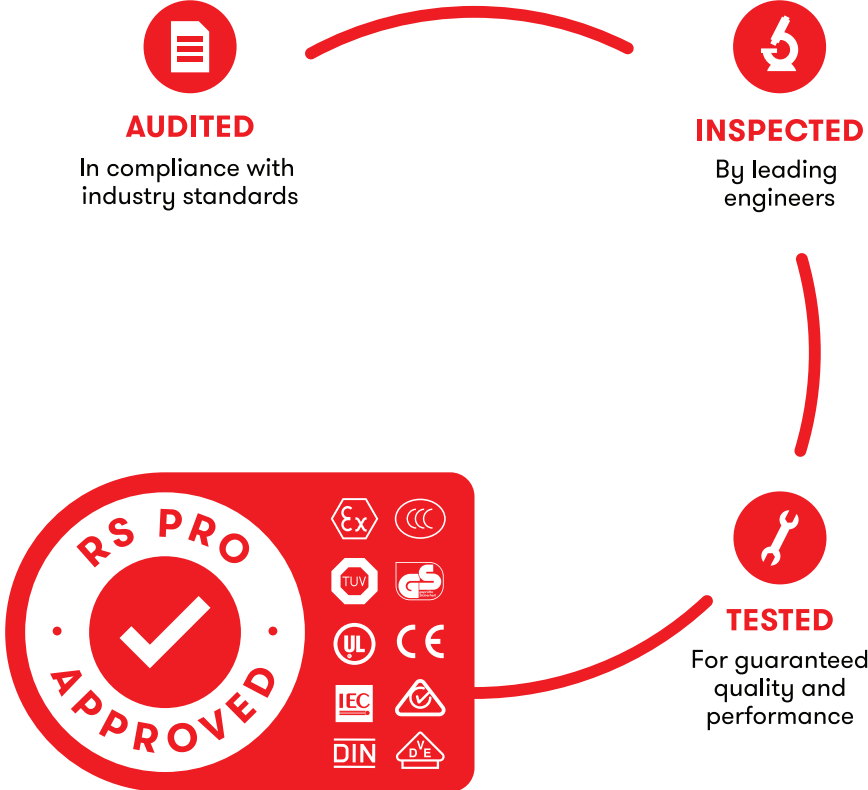 AUDITED
In compliance with
industry standards
INSPECTED
By leading
engineers
TESTED
For guaranteed
quality and
performance
RS PRO
APPROVED
Ex
CCC
TUV
GS
UL
CE
IEC
DIN
DVE